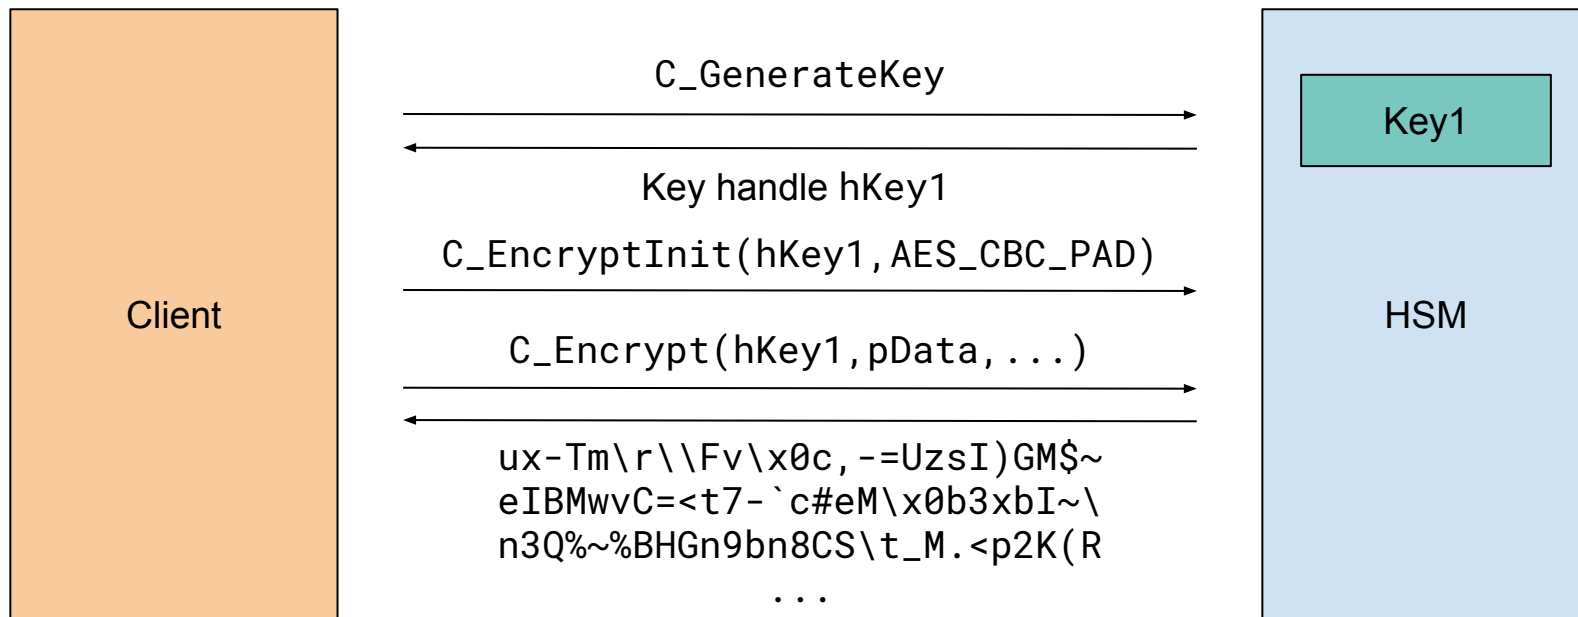 C_GenerateKey
Key1
Key handle hKey1
C_EncryptInit(hKey1,AES_CBC_PAD)
Client
HSM
C_Encrypt(hKey1,pData,...)
ux-Tm\r\\Fv\x0c,-=UzsI)GM$~
eIBMwvC=<t7-`c#eM\x0b3xbI~\
n3Q%~%BHGn9bn8CS\t_M.<p2K(R
...